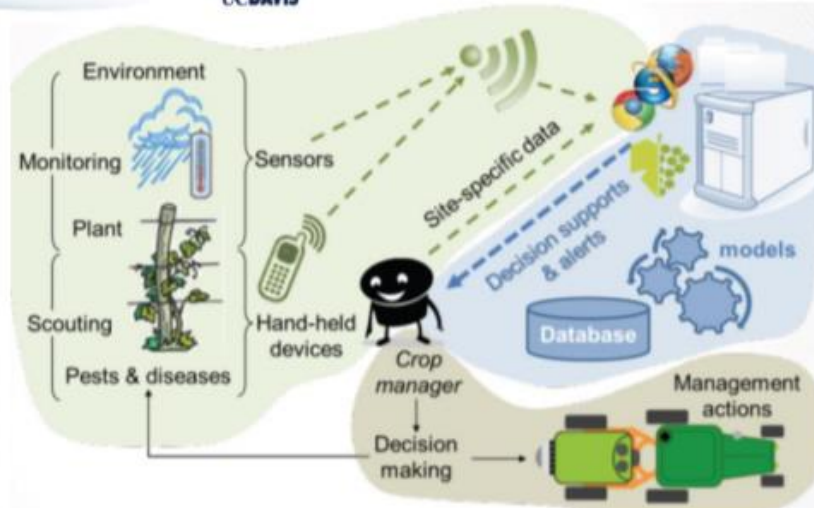 UCDAVIS
Environment
Monitoring
Sensors
Plant
Scouting
Hand-held
devices
Pests & diseases
Site-specific data
Decision supports
& alerts
models
Database
Crop
manager
Decision
making
Management
actions